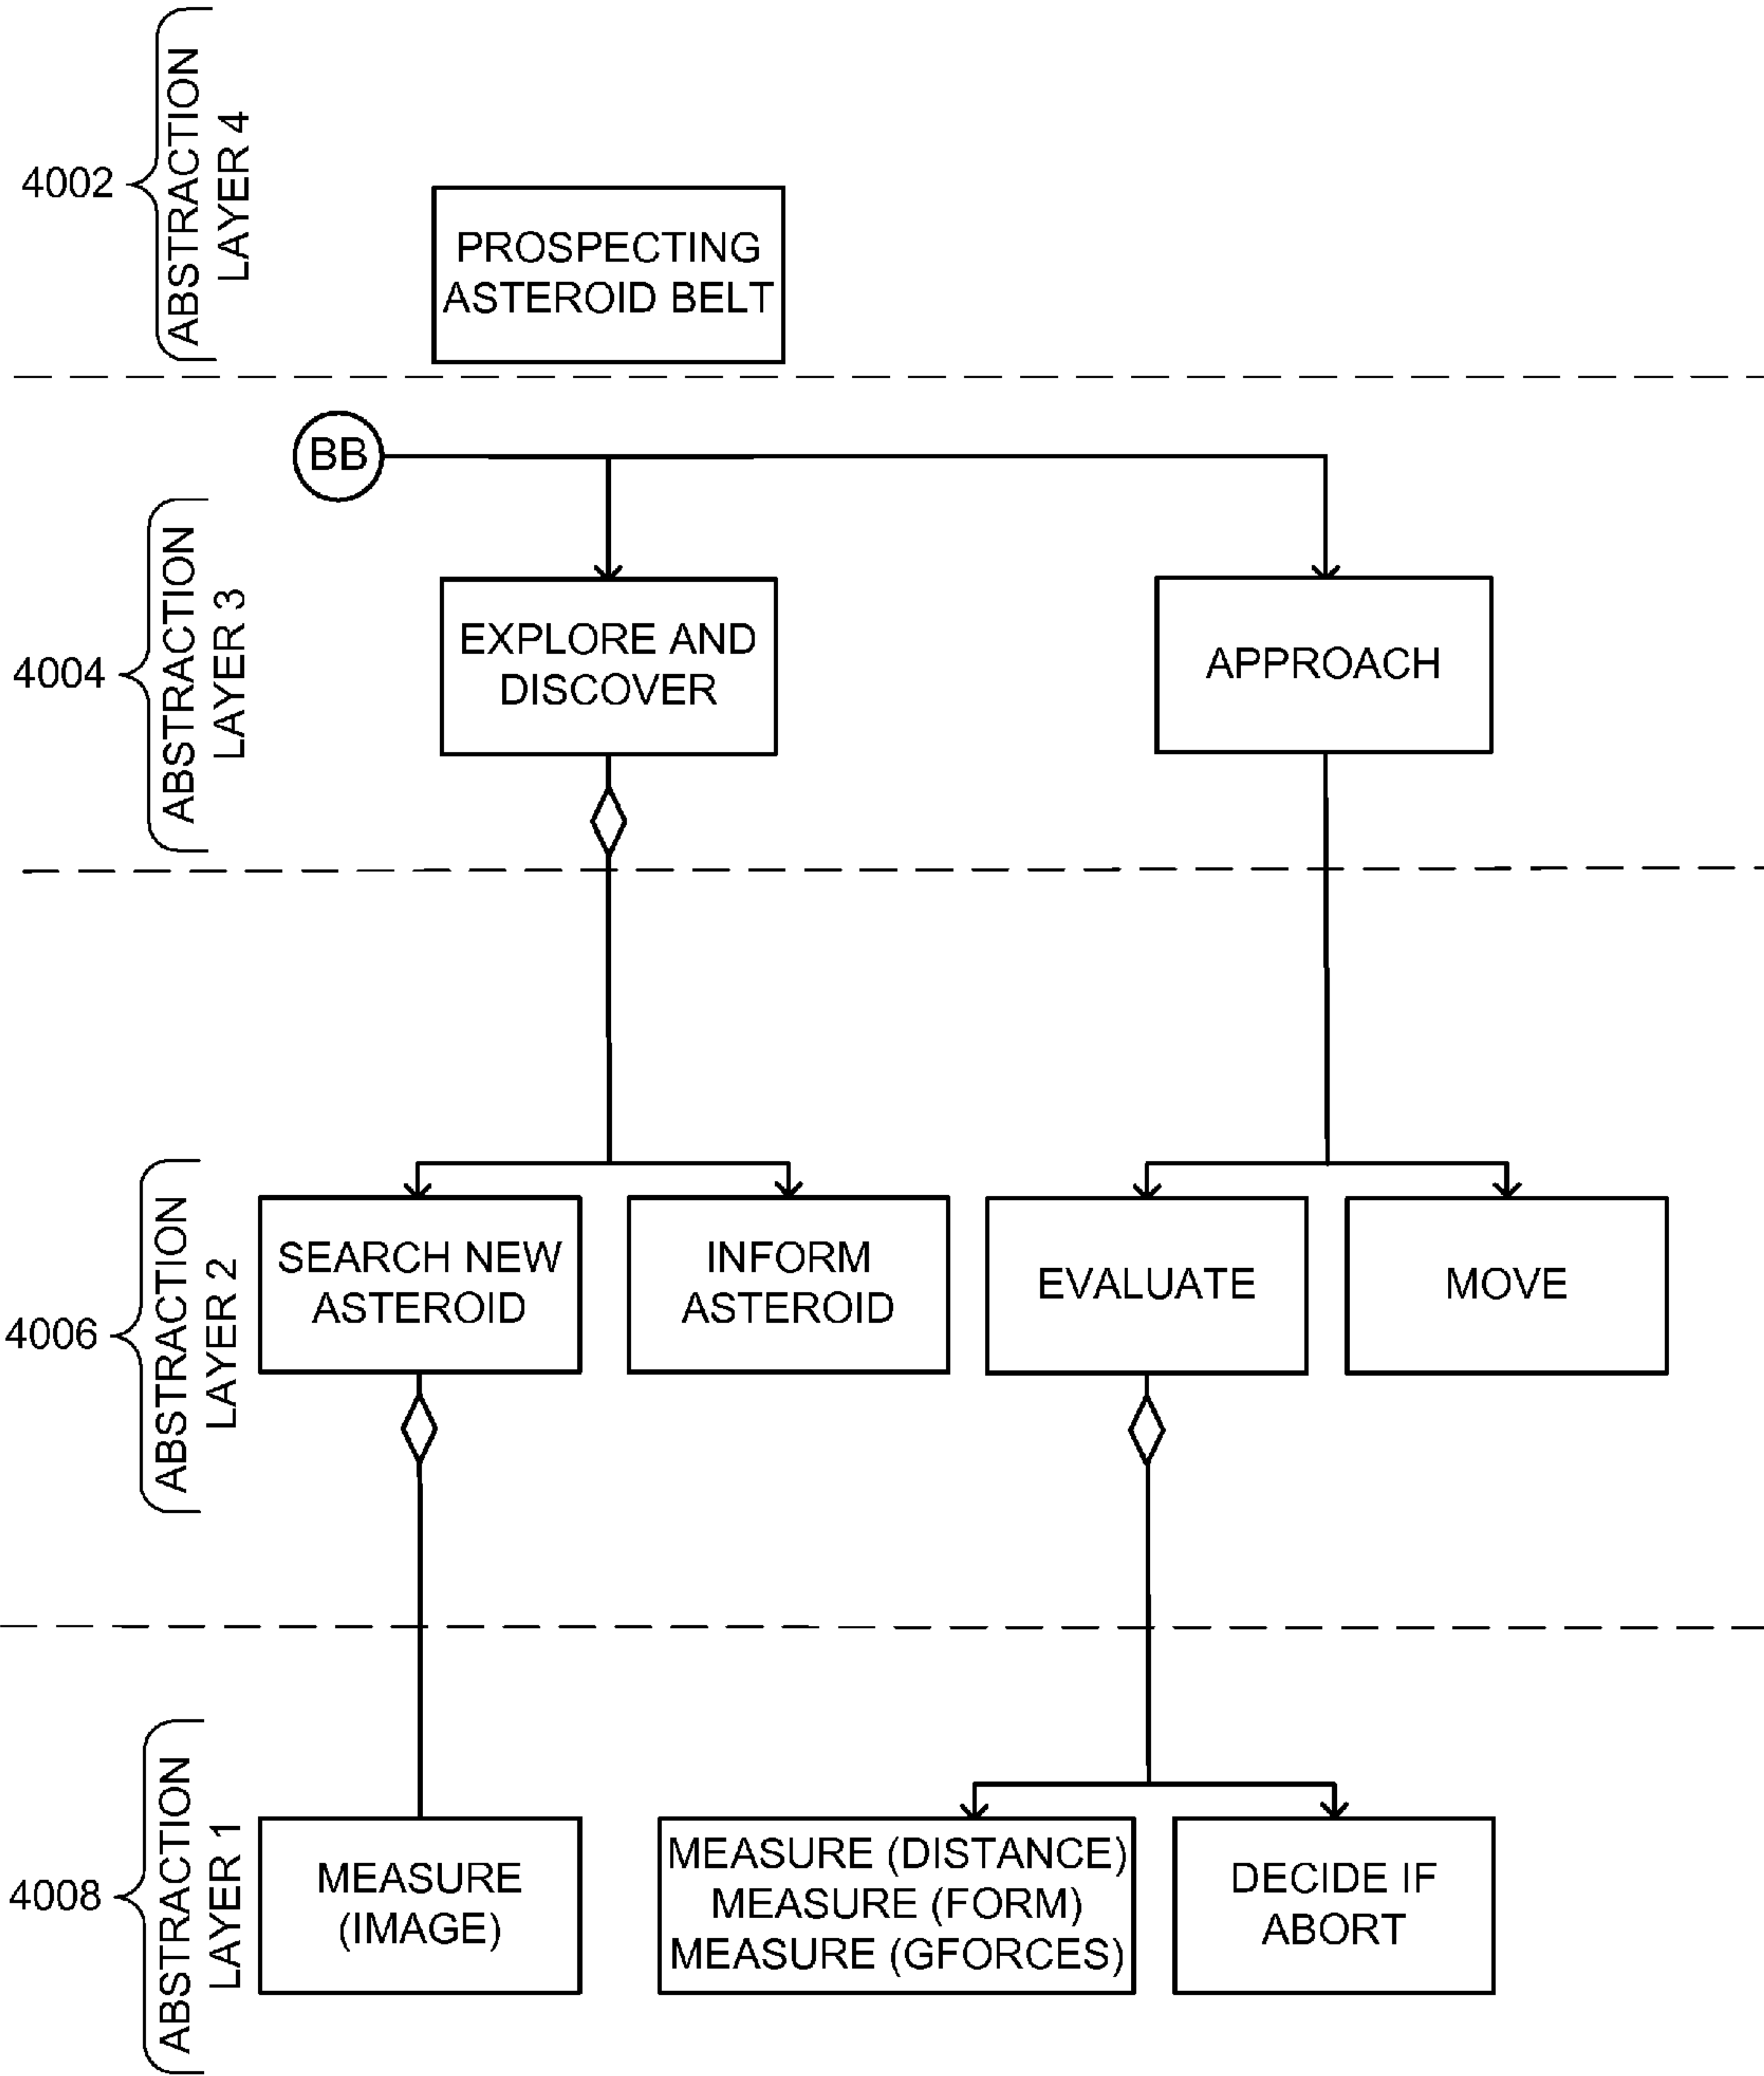 4002
ABSTRACTION
LAYER 4
PROSPECTING
ASTEROID BELT
BB
4004
ABSTRACTION
LAYER 3
EXPLORE AND
DISCOVER
APPROACH
4006
ABSTRACTION
LAYER 2
SEARCH NEW
ASTEROID
INFORM
ASTEROID
EVALUATE
MOVE
4008
ABSTRACTION
LAYER 1
MEASURE
(IMAGE)
MEASURE (DISTANCE)
MEASURE (FORM)
MEASURE (GFORCES)
DECIDE IF
ABORT